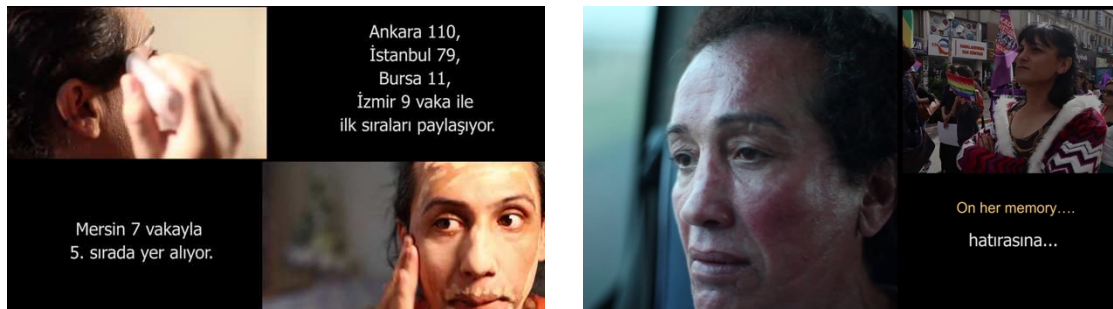 Ankara 110,
İstanbul 79,
Bursa 11,
İzmir 9 vaka ile
ilk sıraları paylaşıyor.
Mersin 7 vakayla
5. sırada yer alıyor.
On her memory....
hatırasına...